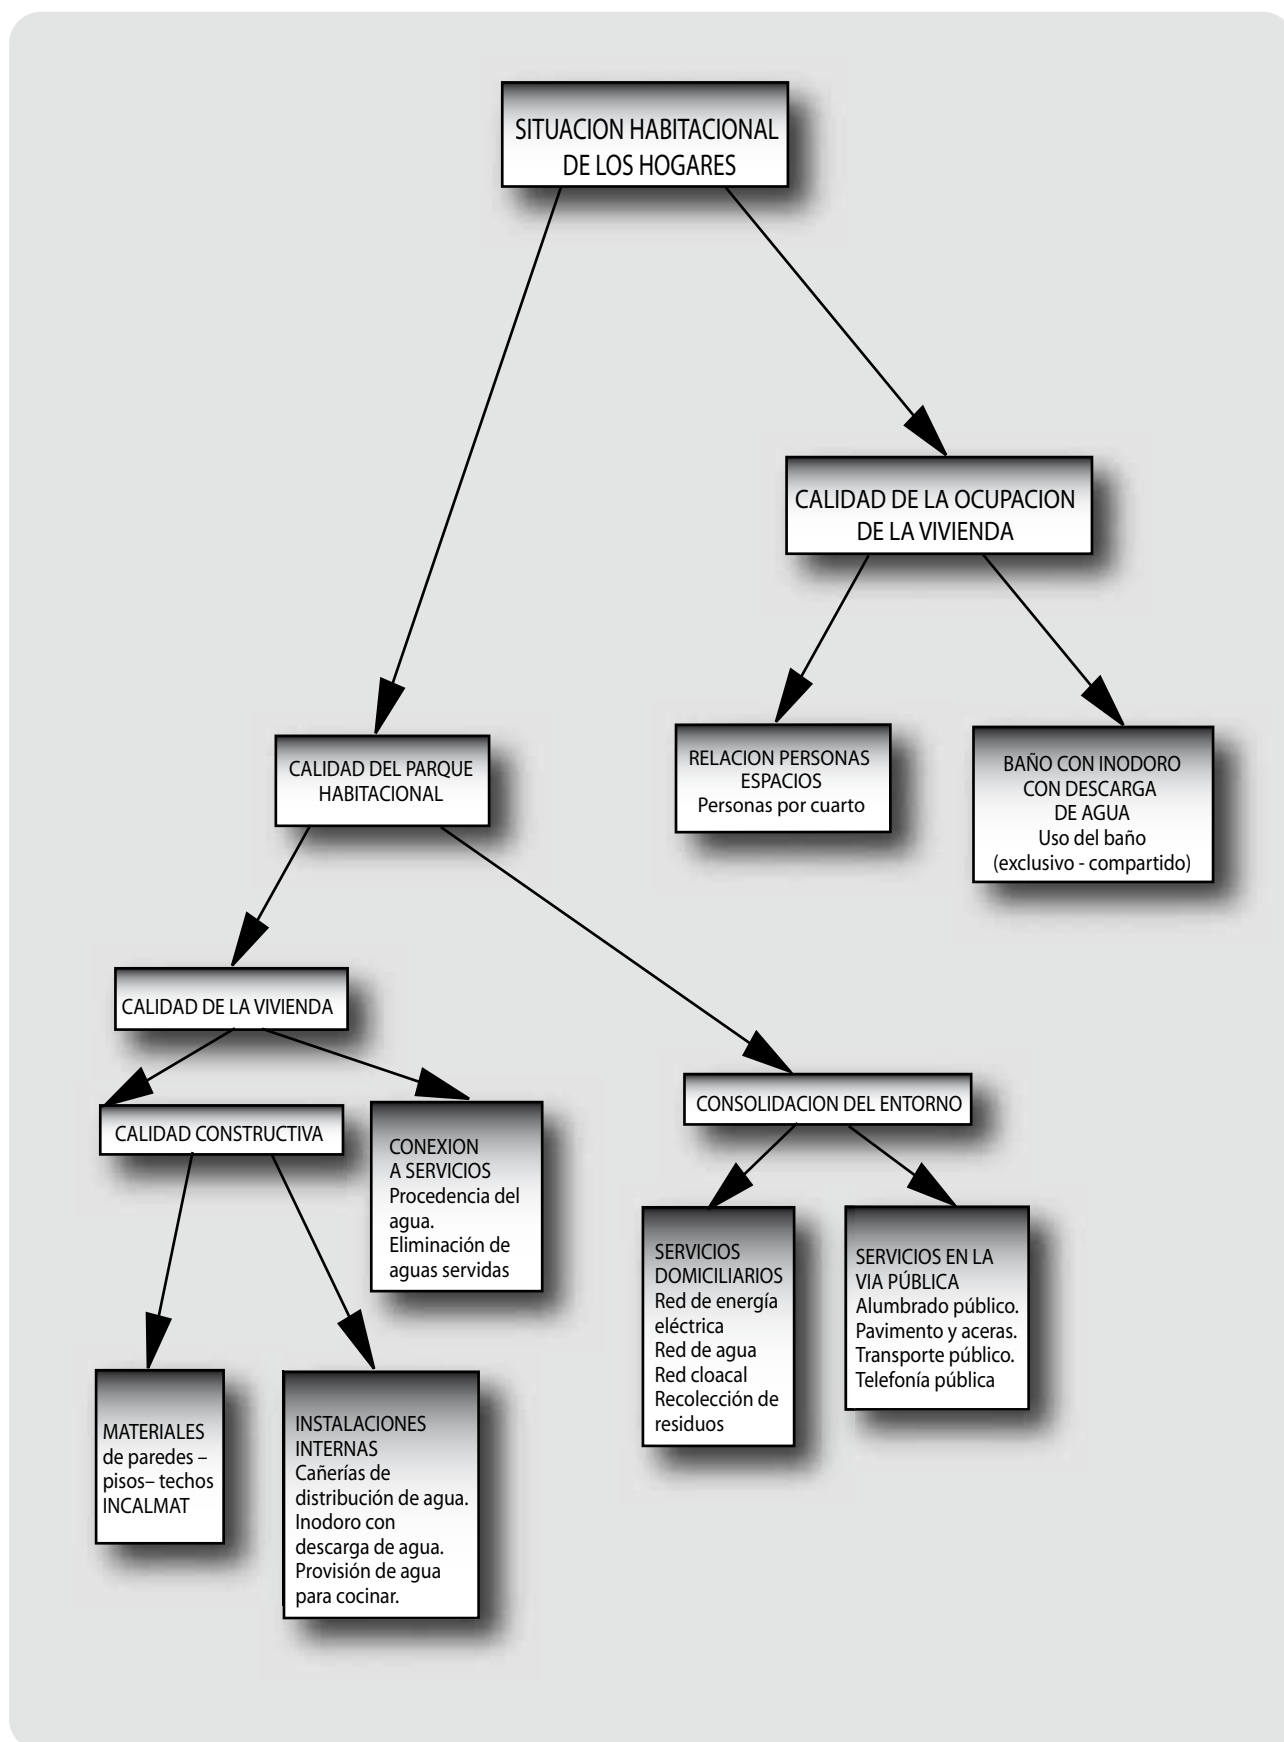 SITUACION HABITACIONAL
DE LOS HOGARES
CALIDAD DE LA OCUPACION
DE LA VIVIENDA
RELACION PERSONAS
ESPACIOS
Personas por cuarto
BAÑO CON INODORO
CON DESCARGA
DE AGUA
Uso del baño
(exclusivo - compartido)
CALIDAD DEL PARQUE
HABITACIONAL
CALIDAD DE LA VIVIENDA
CALIDAD CONSTRUCTIVA
CONEXION
A SERVICIOS
Procedencia del
agua.
Eliminación de
aguas servidas
MATERIALES
de paredes –
pisos– techos
INCALMAT
INSTALACIONES
INTERNAS
Cañerías de
distribución de agua.
Inodoro con
descarga de agua.
Provisión de agua
para cocinar.
CONSOLIDACION DEL ENTORNO
SERVICIOS
DOMICILIARIOS
Red de energía
eléctrica
Red de agua
Red cloacal
Recolección de
residuos
SERVICIOS EN LA
VIA PÚBLICA
Alumbrado público.
Pavimento y aceras.
Transporte público.
Telefonía pública